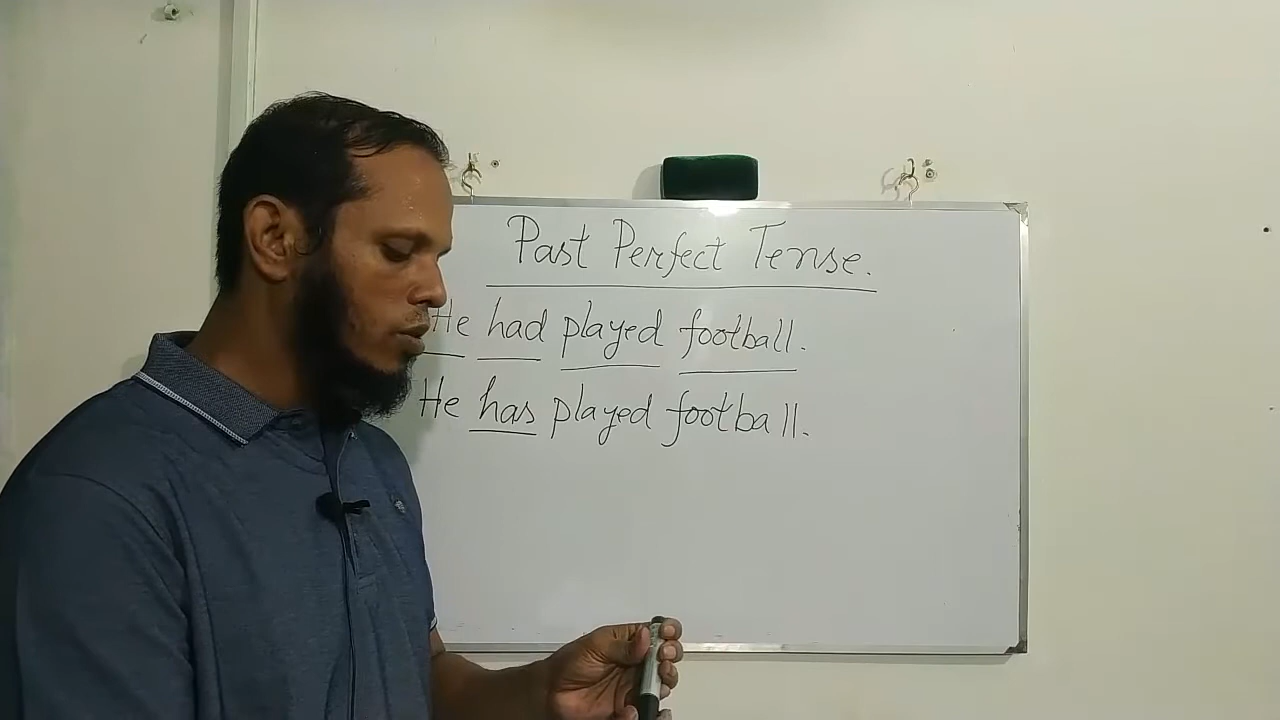 Past Perfect Tense.
He had played football.
He has played football.